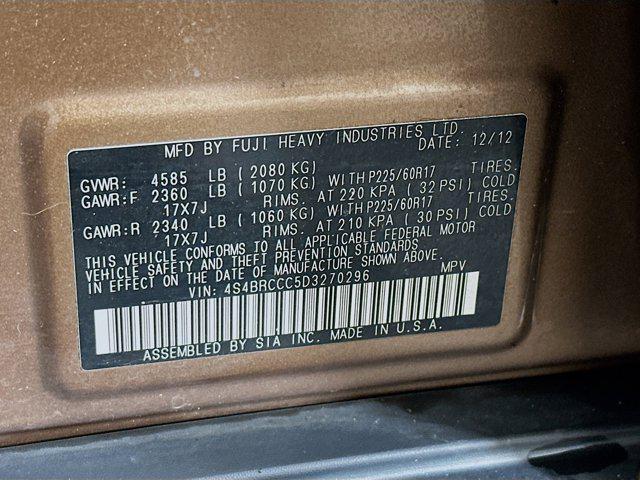 MFD BY FUJI HEAVY INDUSTRIES LTD.
DATE: 12/12
GVWR: 4585 LB (2080 KG)
GAWR:F 2360 LB (1070 KG) WITH P225/60R17 TIRES.
17X7J RIMS. AT 220 KPA (32 PSI) COLD
GAWR:R 2340 LB (1060 KG) WITH P225/60R17 TIRES.
17X7J RIMS. AT 210 KPA (30 PSI) COLD
THIS VEHICLE CONFORMS TO ALL APPLICABLE FEDERAL MOTOR
VEHICLE SAFETY AND THEFT PREVENTION STANDARDS
IN EFFECT ON THE DATE OF MANUFACTURE SHOWN ABOVE.
VIN: 4S4BRCCC5D3270296 MPV
ASSEMBLED BY SIA INC. MADE IN U.S.A.